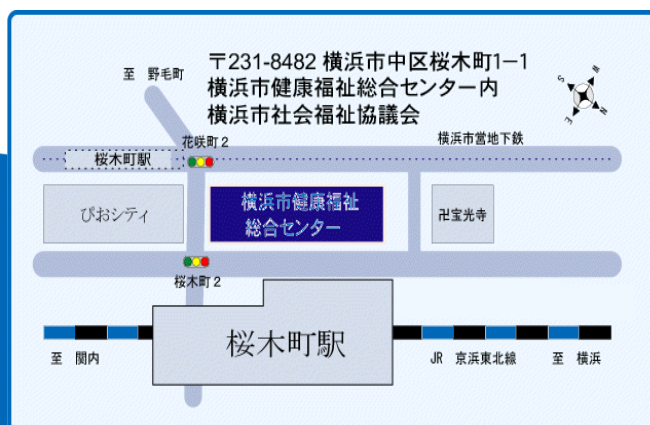 〒231-8482 横浜市中区桜木町1-1
横浜市健康福祉総合センター内
横浜市社会福祉協議会
至 野毛町
S
W
E
N
花咲町 2
横浜市営地下鉄
桜木町駅
ぴおシティ
横浜市健康福祉
総合センター
卍宝光寺
桜木町 2
桜木町駅
至 関内
JR 京浜東北線
至 横浜